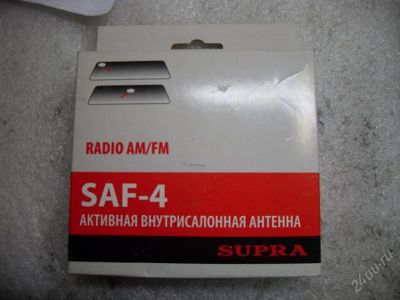 RADIO AM/FM
SAF-4
АКТИВНАЯ ВНУТРИСАЛОННАЯ АНТЕННА
SUPRA
24au.ru